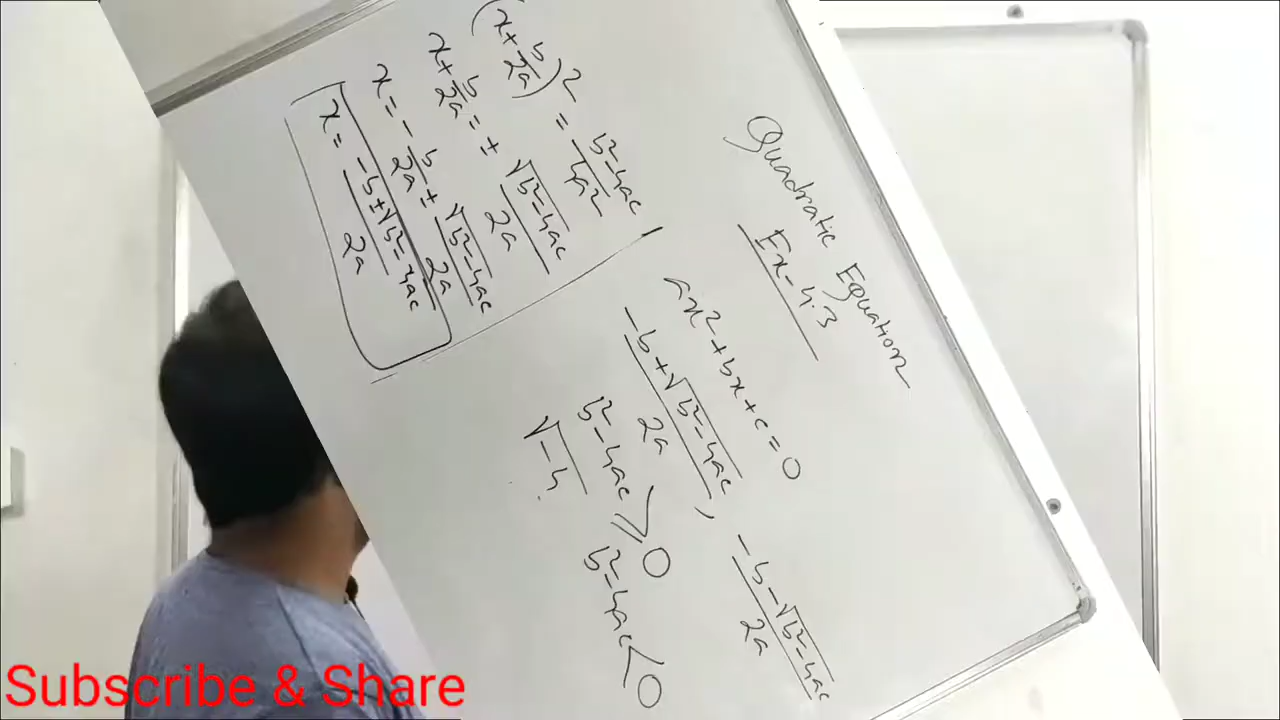 Quadratic Equation
Ex-4.3
(x+b/2a)² = b²-4ac/4a²
x+b/2a = ± √b²-4ac/2a
x = -b/2a ± √b²-4ac/2a
x = -b±√b²-4ac/2a
ax²+bx+c=0
-b+√b²-4ac/2a , -b-√b²-4ac/2a
b²-4ac ≥ 0
b²-4ac < 0
√-4
Subscribe & Share